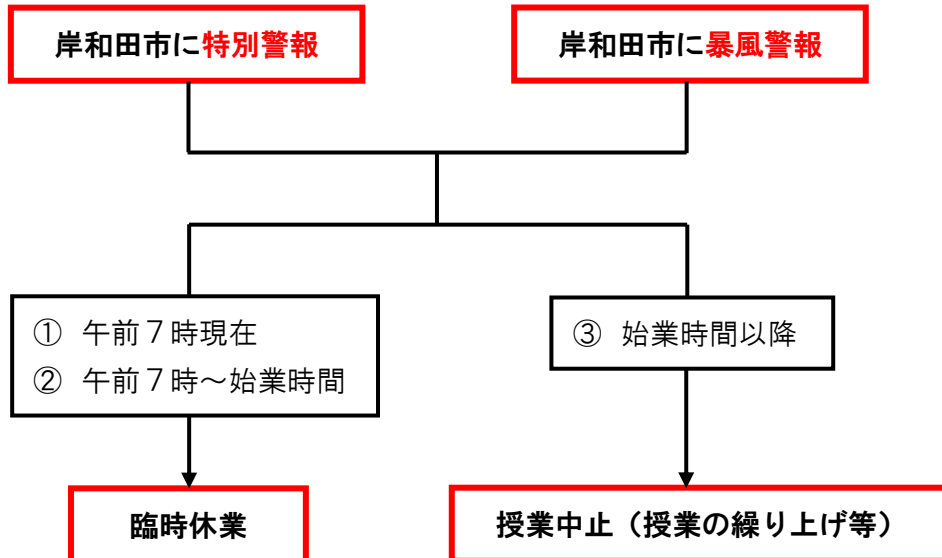 岸和田市に特別警報
岸和田市に暴風警報
① 午前７時現在
② 午前７時～始業時間
③ 始業時間以降
臨時休業
授業中止（授業の繰り上げ等）